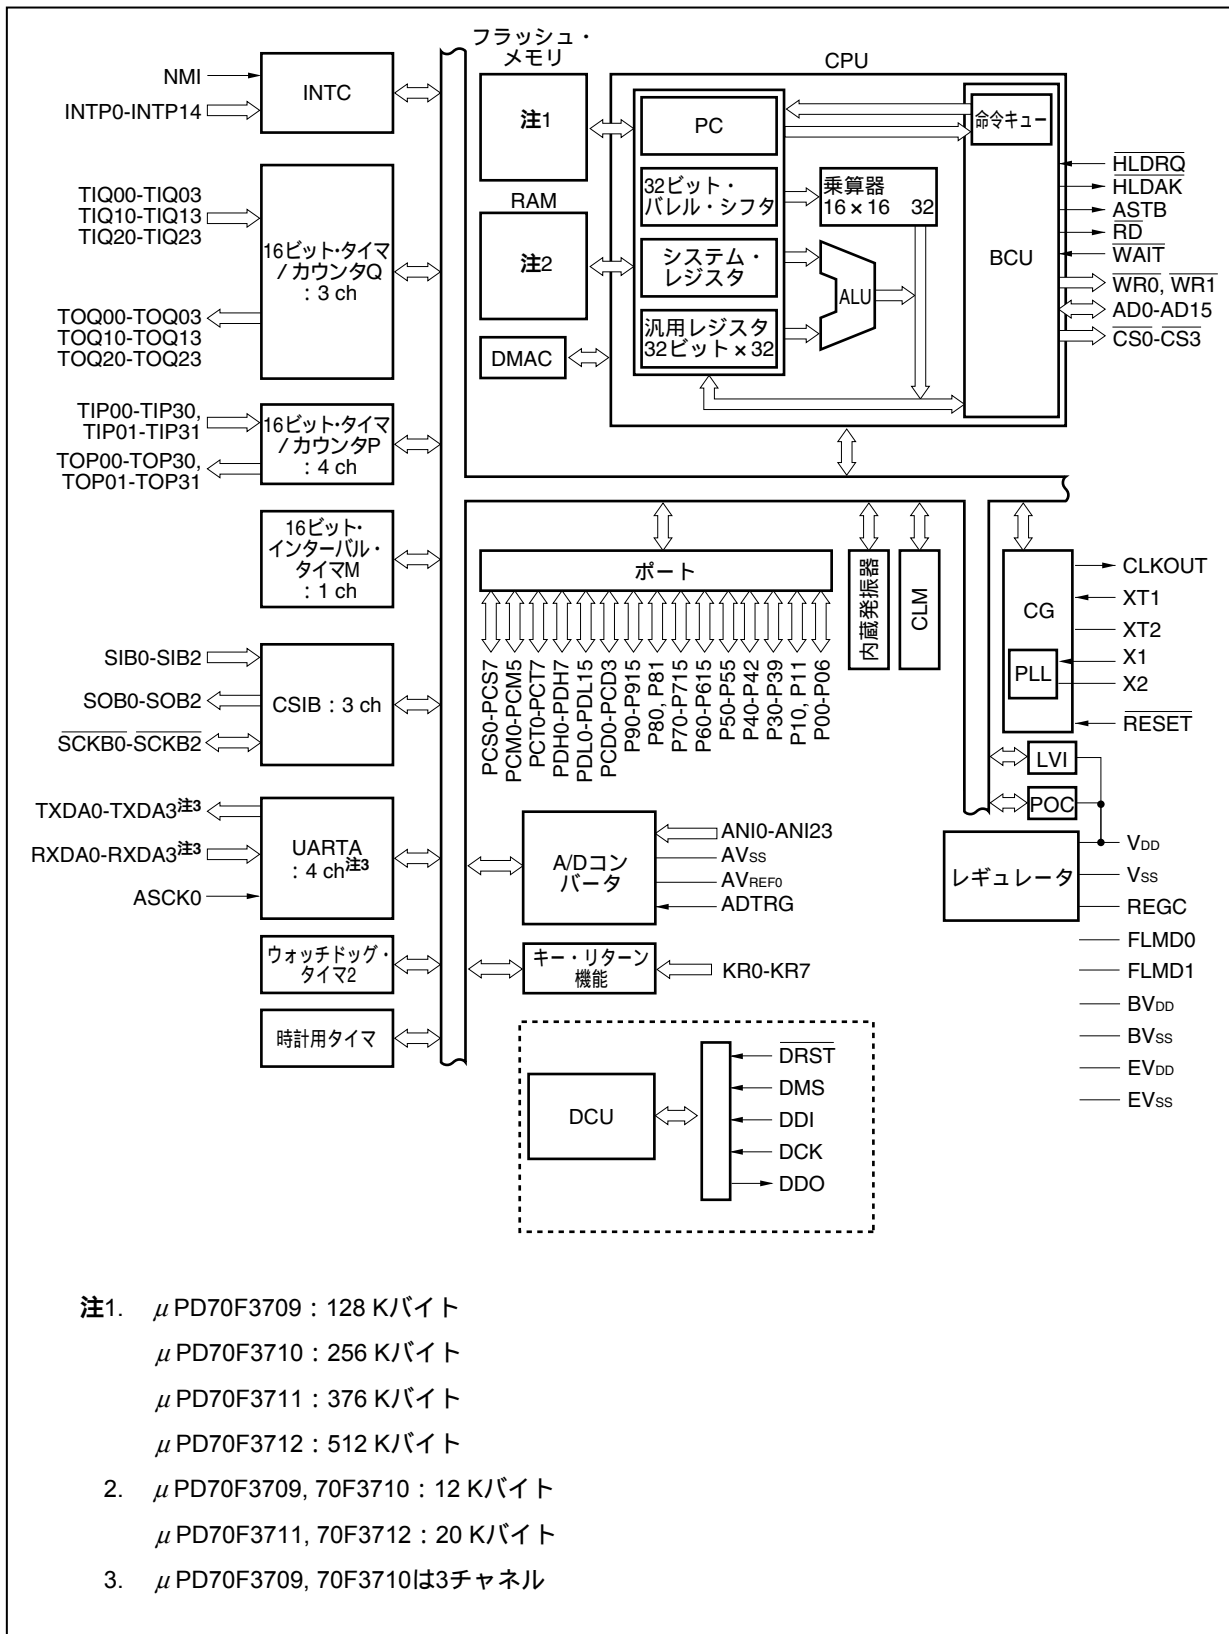 フラッシュ・
メモリ
CPU
NMI
INTP0-INTP14
INTC
注1
PC
命令キュー
TIQ00-TIQ03
TIQ10-TIQ13
TIQ20-TIQ23
16ビット・タイマ
/ カウンタQ
: 3 ch
TOQ00-TOQ03
TOQ10-TOQ13
TOQ20-TOQ23
RAM
注2
DMAC
32ビット・
バレル・シフタ
乗算器
16×16 32
システム・
レジスタ
ALU
汎用レジスタ
32ビット×32
BCU
HLDRQ
HLDAK
ASTB
RD
WAIT
WR0, WR1
AD0-AD15
CS0-CS3
TIP00-TIP30,
TIP01-TIP31
TOP00-TOP30,
TOP01-TOP31
16ビット・タイマ
/ カウンタP
: 4 ch
16ビット・
インターバル・
タイマM
: 1 ch
ポート
PCS0-PCS7
PCM0-PCM5
PCT0-PCT7
PDH0-PDH7
PDL0-PDL15
PCD0-PCD3
P90-P915
P80, P81
P70-P715
P60-P615
P50-P55
P40-P42
P30-P39
P10, P11
P00-P06
内蔵発振器
CLM
CG
PLL
CLKOUT
XT1
XT2
X1
X2
RESET
SIB0-SIB2
SOB0-SOB2
SCKB0-SCKB2
CSIB : 3 ch
LVI
POC
レギュレータ
VDD
VSS
REGC
FLMD0
FLMD1
BVDD
BVSS
EVDD
EVSS
TXDA0-TXDA3注3
RXDA0-RXDA3注3
ASCK0
UARTA
: 4 ch注3
A/Dコン
バータ
ANI0-ANI23
AVSS
AVREF0
ADTRG
ウォッチドッグ・
タイマ2
キー・リターン
機能
KR0-KR7
時計用タイマ
DCU
DRST
DMS
DDI
DCK
DDO
注1. μPD70F3709 : 128 Kバイト
μPD70F3710 : 256 Kバイト
μPD70F3711 : 376 Kバイト
μPD70F3712 : 512 Kバイト
2. μPD70F3709, 70F3710 : 12 Kバイト
μPD70F3711, 70F3712 : 20 Kバイト
3. μPD70F3709, 70F3710は3チャネル